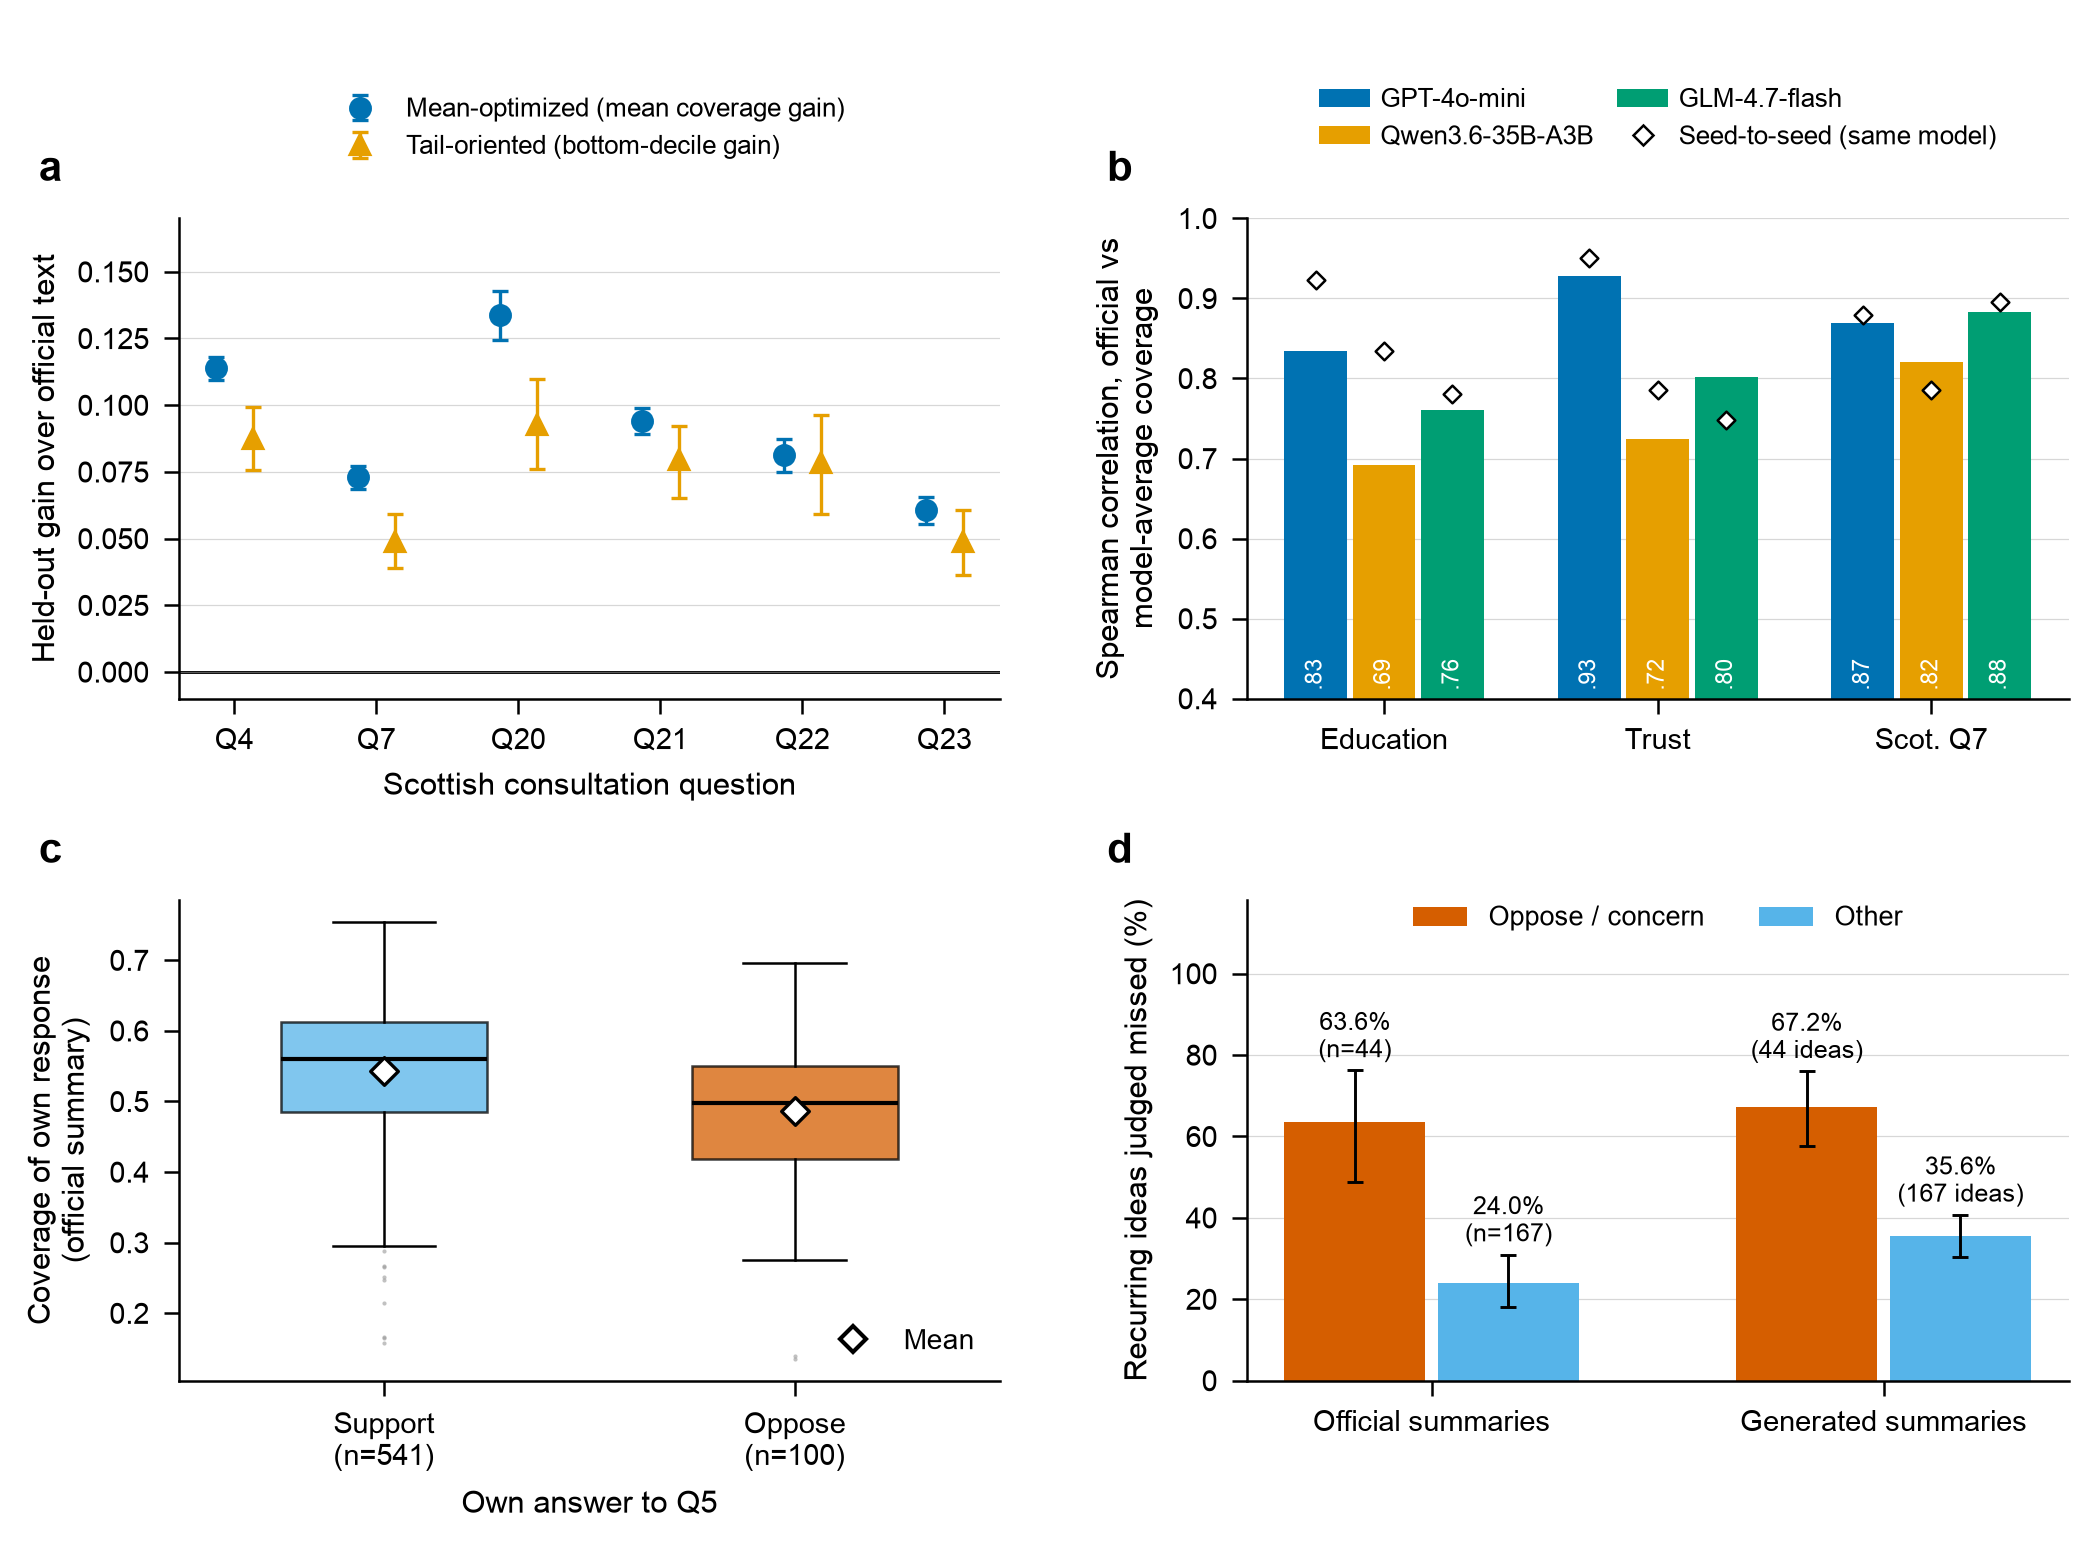 Mean-optimized (mean coverage gain)
Tail-oriented (bottom-decile gain)
a
Held-out gain over official text
0.150
0.125
0.100
0.075
0.050
0.025
0.000
Q4
Q7
Q20
Q21
Q22
Q23
Scottish consultation question
GPT-4o-mini
Qwen3.6-35B-A3B
GLM-4.7-flash
Seed-to-seed (same model)
b
Spearman correlation, official vs
model-average coverage
1.0
0.9
0.8
0.7
0.6
0.5
0.4
.83
.69
.76
.93
.72
.80
.87
.82
.88
Education
Trust
Scot. Q7
c
Coverage of own response
(official summary)
0.7
0.6
0.5
0.4
0.3
0.2
Mean
Support
(n=541)
Oppose
(n=100)
Own answer to Q5
d
Recurring ideas judged missed (%)
Oppose / concern
Other
100
80
60
40
20
0
63.6%
(n=44)
24.0%
(n=167)
67.2%
(44 ideas)
35.6%
(167 ideas)
Official summaries
Generated summaries